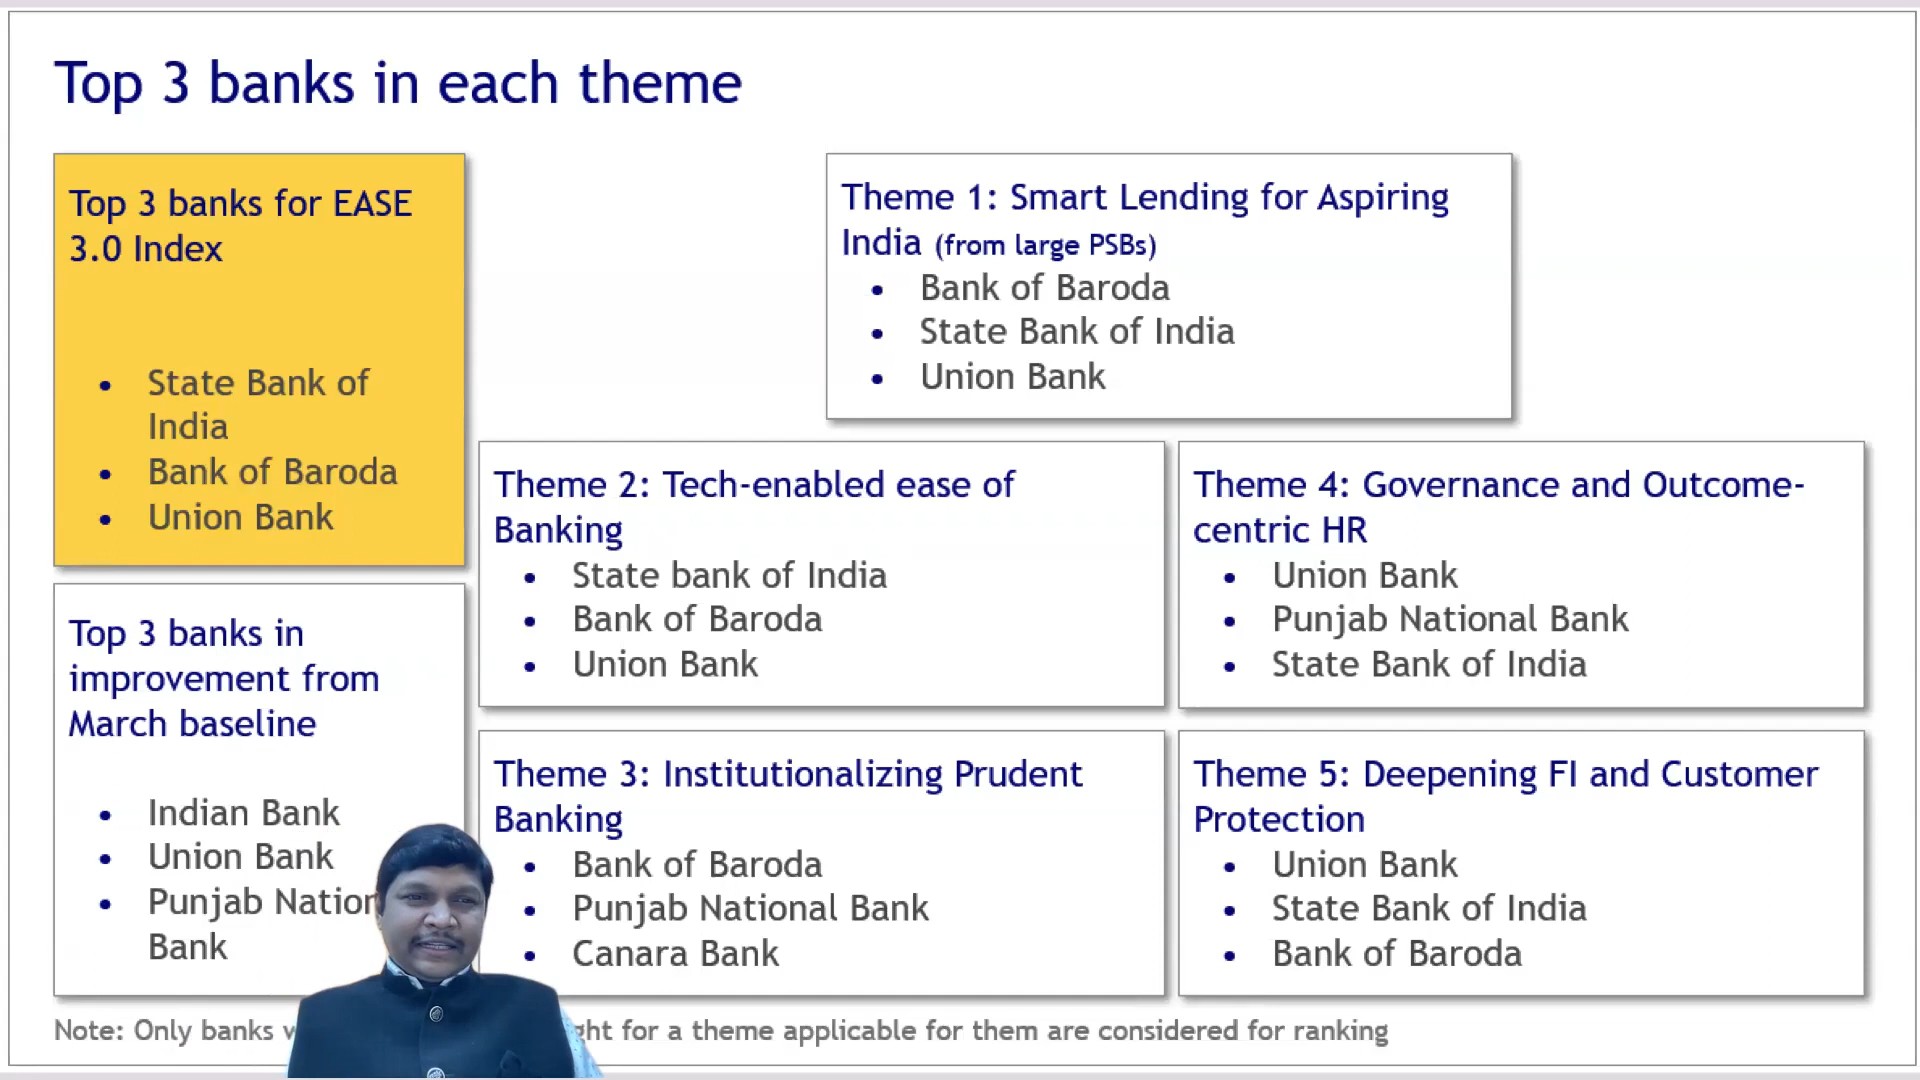 Top 3 banks in each theme
Top 3 banks for EASE
3.0 Index
• State Bank of
India
• Bank of Baroda
• Union Bank
Top 3 banks in
improvement from
March baseline
• Indian Bank
• Union Bank
• Punjab
Bank
Theme 1: Smart Lending for Aspiring
India (from large PSBs)
• Bank of Baroda
• State Bank of India
• Union Bank
Theme 2: Tech-enabled ease of
Banking
• State bank of India
• Bank of Baroda
• Union Bank
Theme 3: Institutionalizing Prudent
Banking
• Bank of Baroda
• Punjab National Bank
• Canara Bank
Theme 4: Governance and Outcome-
centric HR
• Union Bank
• Punjab National Bank
• State Bank of India
Theme 5: Deepening FI and Customer
Protection
• Union Bank
• State Bank of India
• Bank of Baroda
Note: Only banks for a theme applicable for them are considered for ranking